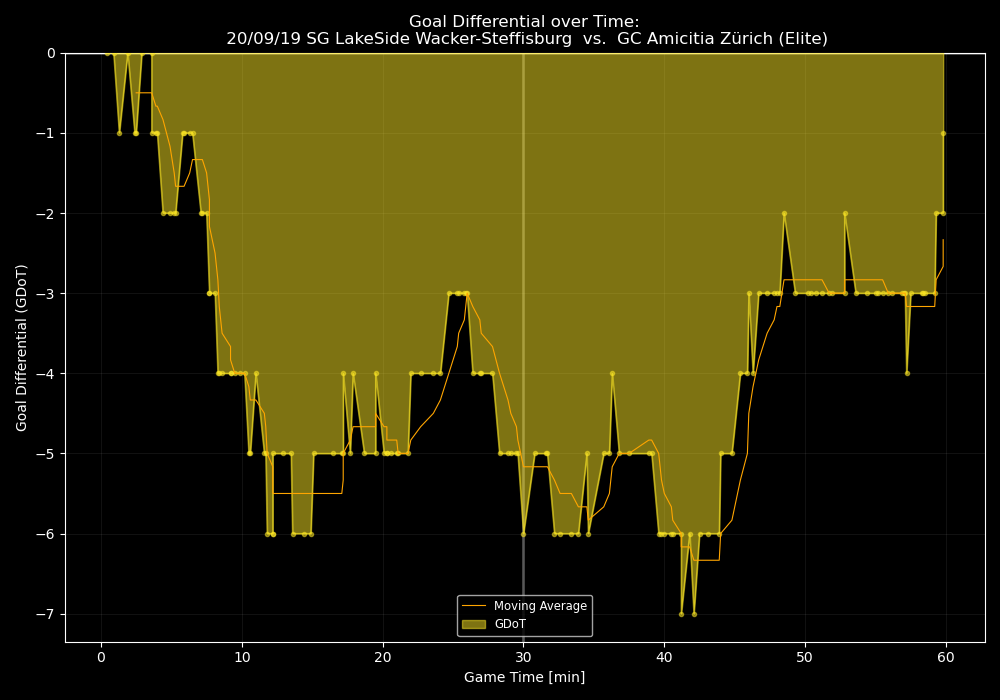 Goal Differential over Time:
20/09/19 SG LakeSide Wacker-Steffisburg  vs.  GC Amicitia Zürich (Elite)
0
−1
−2
−3
−4
−5
−6
−7
Goal Differential (GDoT)
Moving Average
GDoT
0 10 20 30 40 50 60
Game Time [min]